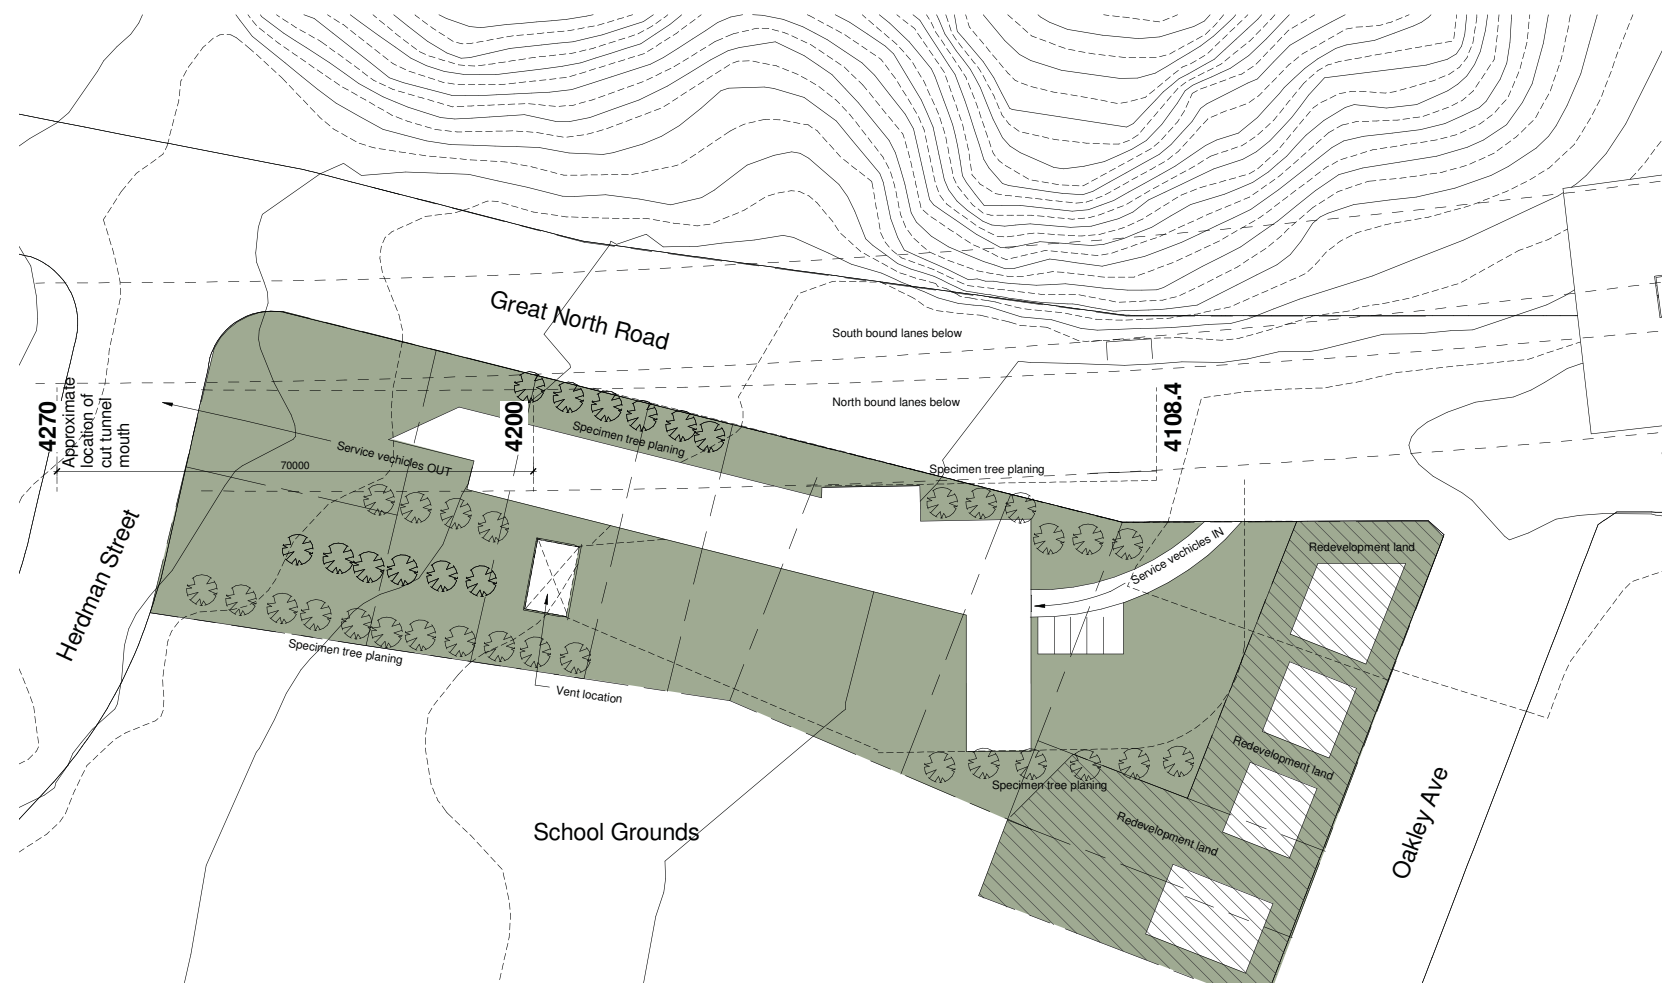 Great North Road
South bound lanes below
North bound lanes below
4270
Approximate
location of
cut tunnel
mouth
4200
4108.4
Specimen tree planing
Service vechicles OUT
70000
Specimen tree planing
Herdman Street
Service vechicles IN
Redevelopment land
Specimen tree planing
Vent location
Redevelopment land
Specimen tree planing
Redevelopment land
School Grounds
Oakley Ave